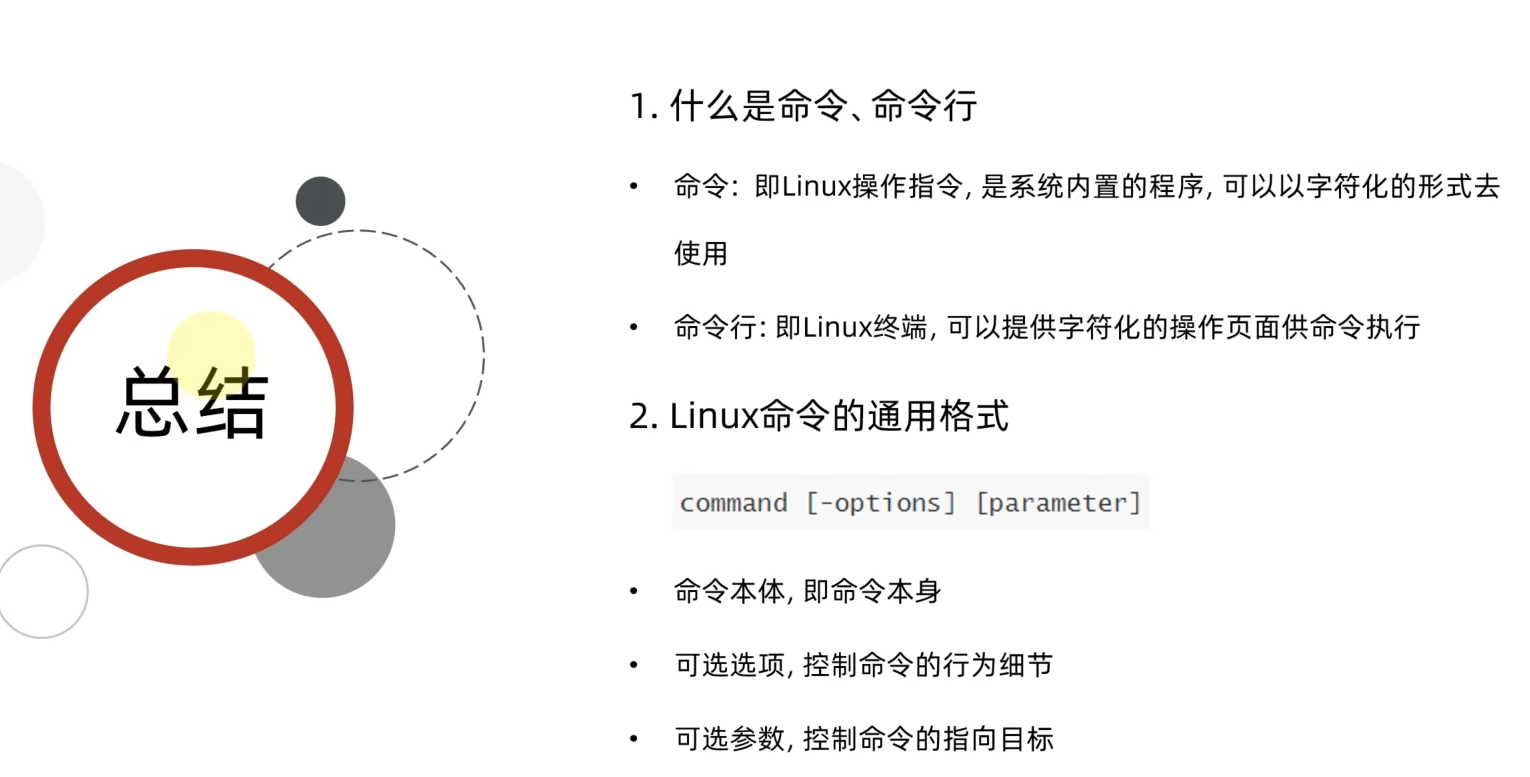 总结
1. 什么是命令、命令行
• 命令：即Linux操作指令, 是系统内置的程序, 可以以字符化的形式去
使用
• 命令行：即Linux终端, 可以提供字符化的操作页面供命令执行
2. Linux命令的通用格式
command [-options] [parameter]
• 命令本体, 即命令本身
• 可选选项, 控制命令的行为细节
• 可选参数, 控制命令的指向目标